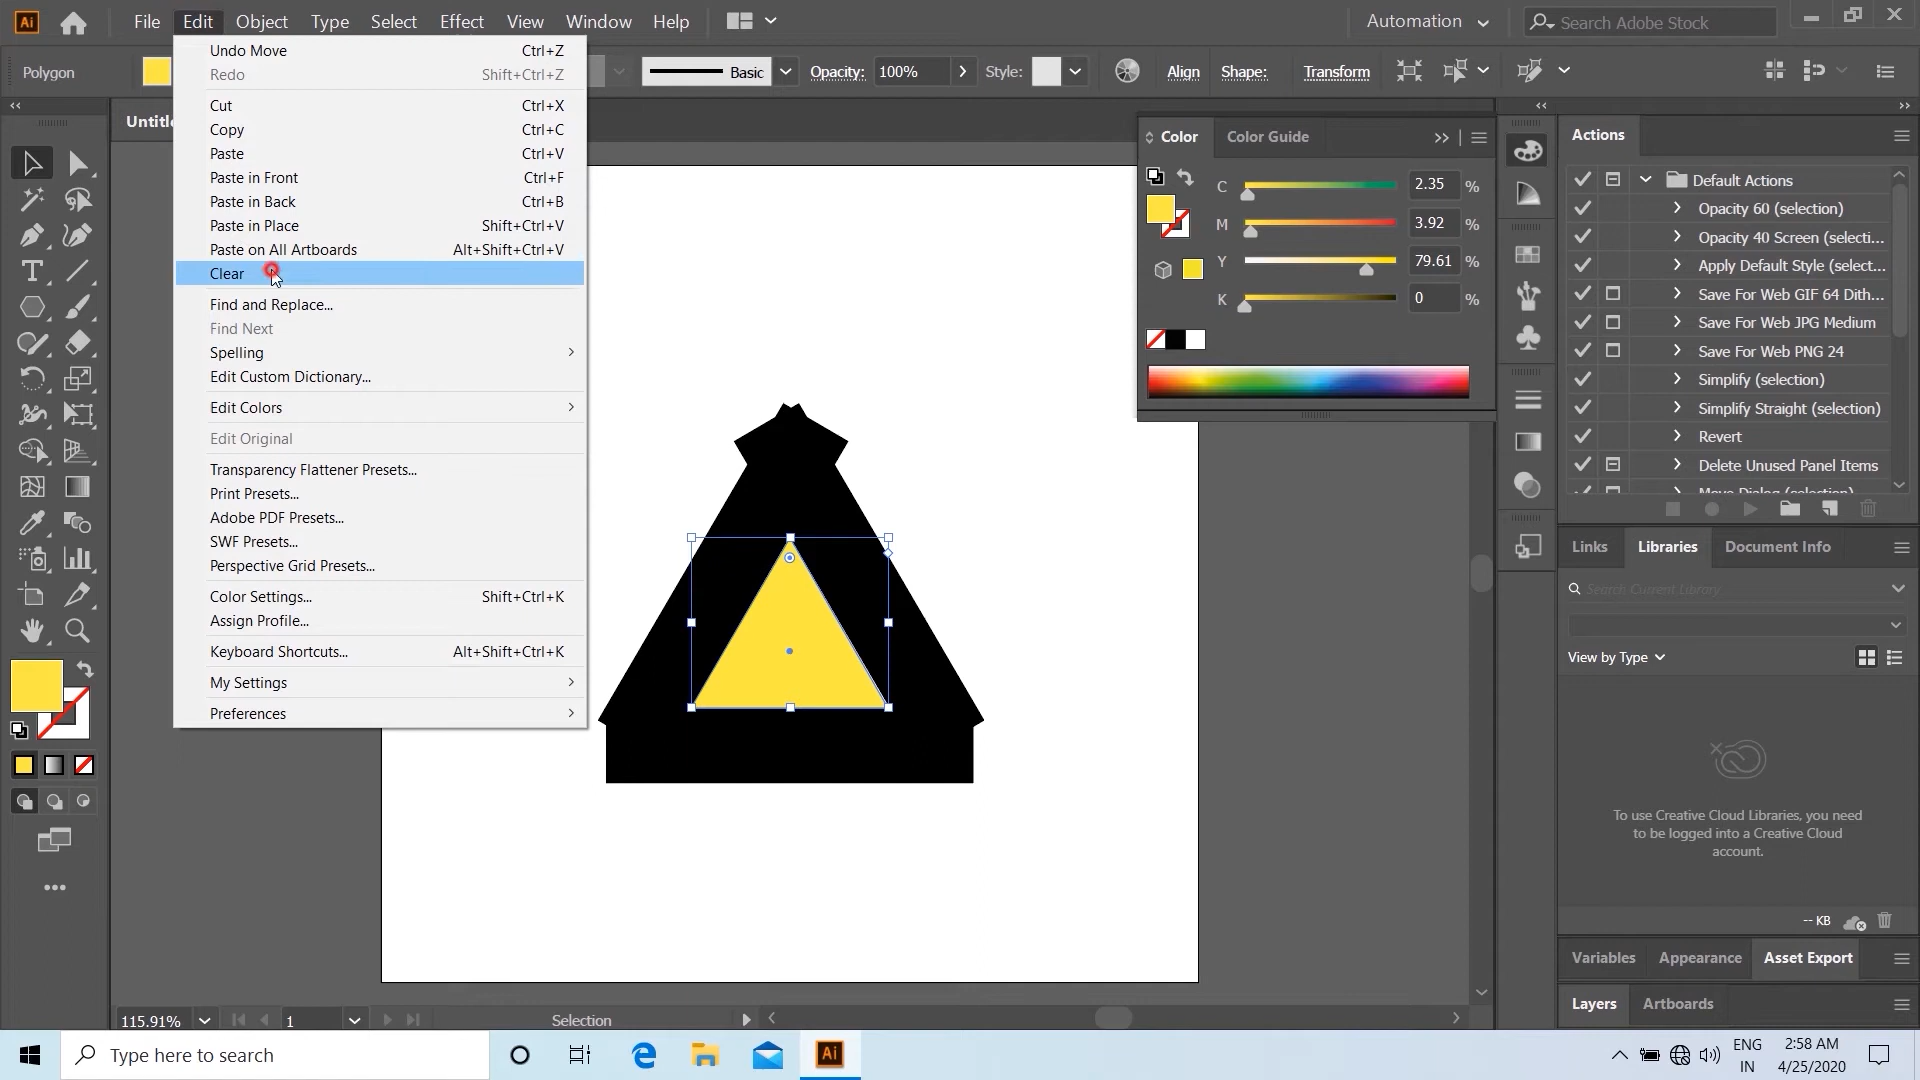 Ai File Edit Object Type Select Effect View Window Help Automation Search Adobe Stock
Polygon Basic Opacity: 100% Style: Align Shape: Transform
Undo Move Ctrl+Z
Redo Shift+Ctrl+Z
Cut Ctrl+X
Copy Ctrl+C
Paste Ctrl+V
Paste in Front Ctrl+F
Paste in Back Ctrl+B
Paste in Place Shift+Ctrl+V
Paste on All Artboards Alt+Shift+Ctrl+V
Clear
Find and Replace...
Find Next
Spelling
Edit Custom Dictionary...
Edit Colors
Edit Original
Transparency Flattener Presets...
Print Presets...
Adobe PDF Presets...
SWF Presets...
Perspective Grid Presets...
Color Settings... Shift+Ctrl+K
Assign Profile...
Keyboard Shortcuts... Alt+Shift+Ctrl+K
My Settings
Preferences
Untitle
Color Color Guide
C 2.35 %
M 3.92 %
Y 79.61 %
K 0 %
Actions
Default Actions
Opacity 60 (selection)
Opacity 40 Screen (selecti...
Apply Default Style (select...
Save For Web GIF 64 Dith...
Save For Web JPG Medium
Save For Web PNG 24
Simplify (selection)
Simplify Straight (selection)
Revert
Delete Unused Panel Items
Move Dialog (selection)
Links Libraries Document Info
Search Current Library
View by Type
To use Creative Cloud Libraries, you need
to be logged into a Creative Cloud
account.
-- KB
Variables Appearance Asset Export
Layers Artboards
115.91% 1 Selection
Type here to search
Ai
ENG
IN
2:58 AM
4/25/2020